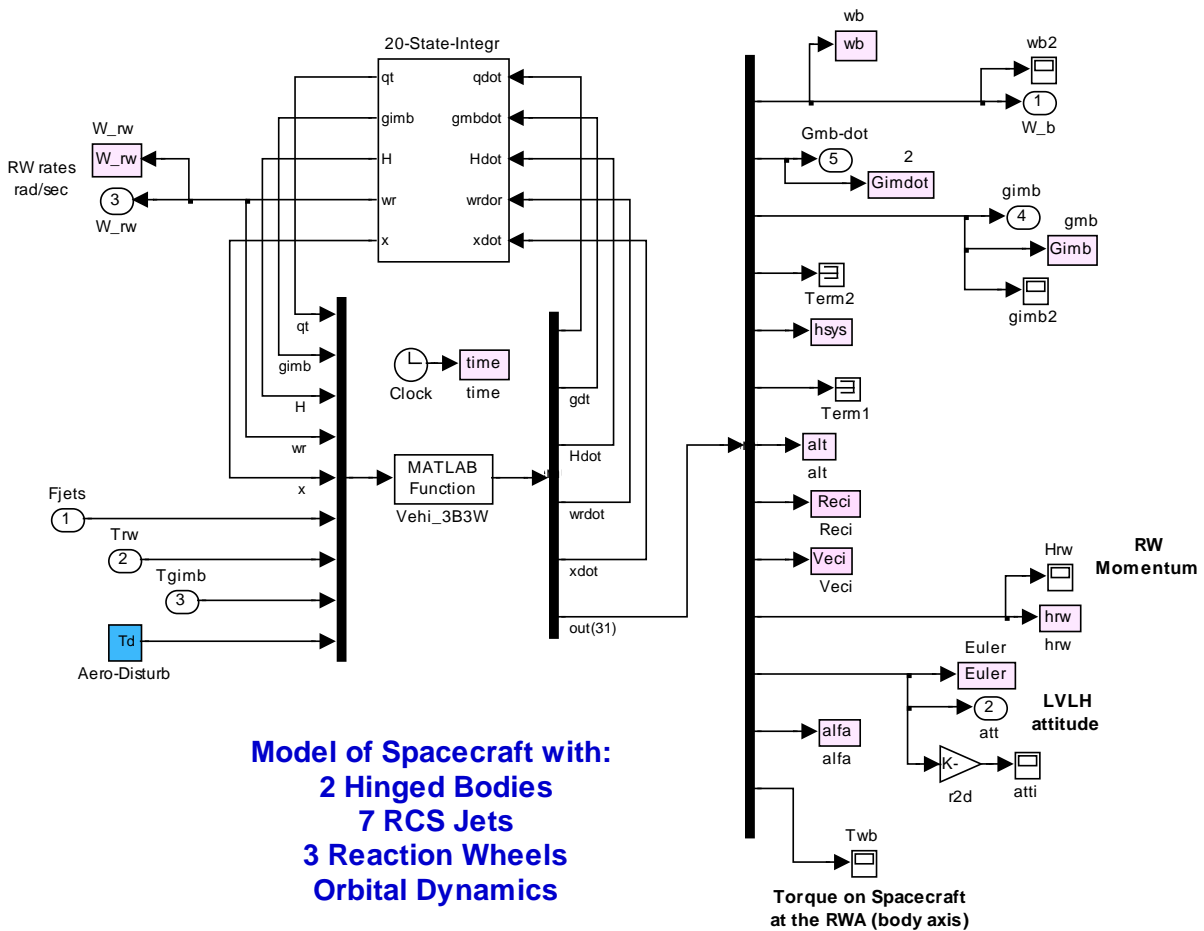 20-State-Integr
qt
gimb
H
wr
x
qdot
gmbdot
Hdot
wrdor
xdot
W_rw
W_rw
RW rates
rad/sec
3
W_rw
qt
gimb
H
wr
x
Fjets
1
Trw
2
Tgimb
3
Td
Aero-Disturb
Clock
time
time
MATLAB
Function
Vehi_3B3W
gdt
Hdot
wrdot
xdot
out(31)
wb
wb
wb2
1
W_b
Gmb-dot
5
2
Gimdot
gimb
4
gmb
Gimb
gimb2
Term2
hsys
Term1
alt
alt
Reci
Reci
Veci
Veci
Hrw
RW
Momentum
hrw
hrw
Euler
Euler
2
att
LVLH
attitude
K-
r2d
atti
alfa
alfa
Twb
Torque on Spacecraft
at the RWA (body axis)
Model of Spacecraft with:
2 Hinged Bodies
7 RCS Jets
3 Reaction Wheels
Orbital Dynamics